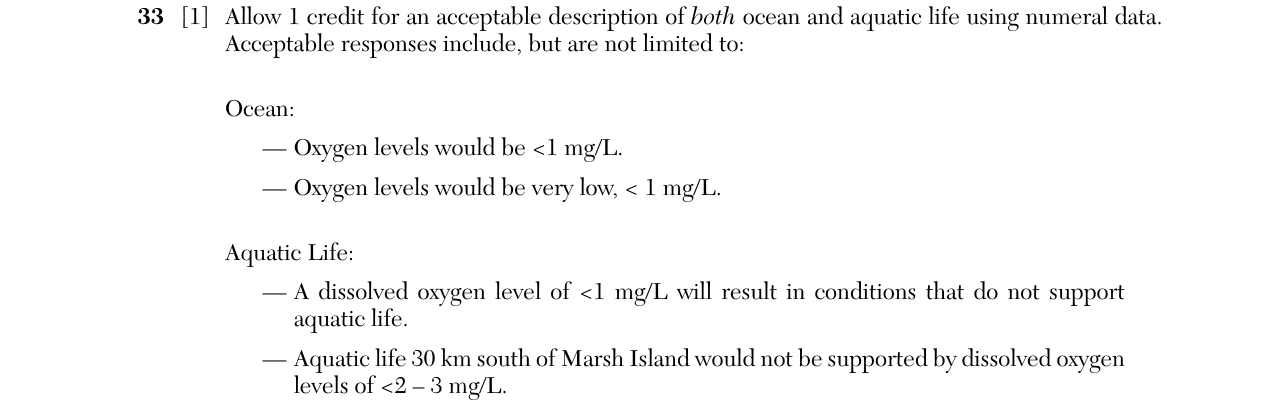 33 [1] Allow 1 credit for an acceptable description of both ocean and aquatic life using numeral data.
Acceptable responses include, but are not limited to:
Ocean:
— Oxygen levels would be <1 mg/L.
— Oxygen levels would be very low, < 1 mg/L.
Aquatic Life:
— A dissolved oxygen level of <1 mg/L will result in conditions that do not support
aquatic life.
— Aquatic life 30 km south of Marsh Island would not be supported by dissolved oxygen
levels of <2 – 3 mg/L.